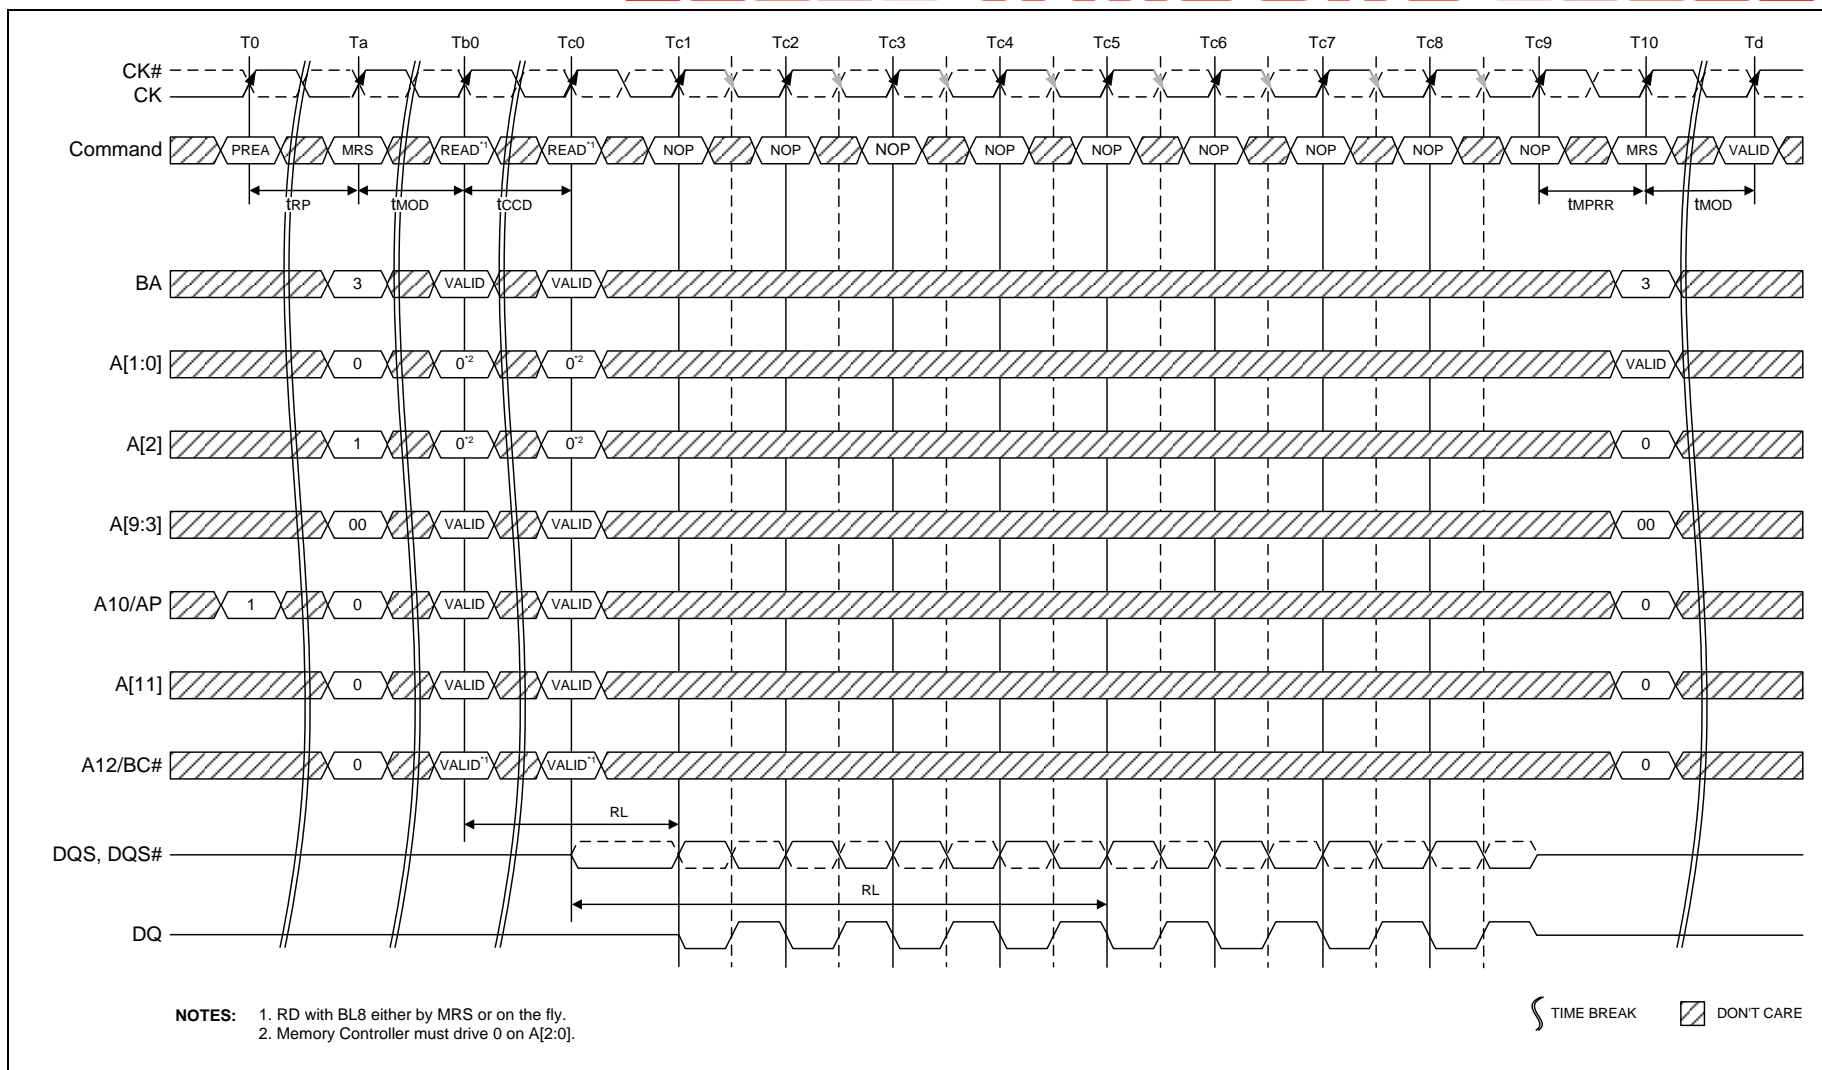 T0 Ta Tb0 Tc0 Tc1 Tc2 Tc3 Tc4 Tc5 Tc6 Tc7 Tc8 Tc9 T10 Td
CK#
CK
Command PREA MRS READ*1 READ*1 NOP NOP NOP NOP NOP NOP NOP NOP NOP MRS VALID
tRP tMOD tCCD tMPRR tMOD
BA 3 VALID VALID 3
A[1:0] 0 0*2 0*2 VALID
A[2] 1 0*2 0*2 0
A[9:3] 00 VALID VALID 00
A10/AP 1 0 VALID VALID 0
A[11] 0 VALID VALID 0
A12/BC# 0 VALID*1 VALID*1 0
RL
DQS, DQS#
RL
DQ
NOTES: 1. RD with BL8 either by MRS or on the fly.
2. Memory Controller must drive 0 on A[2:0].
TIME BREAK DON'T CARE